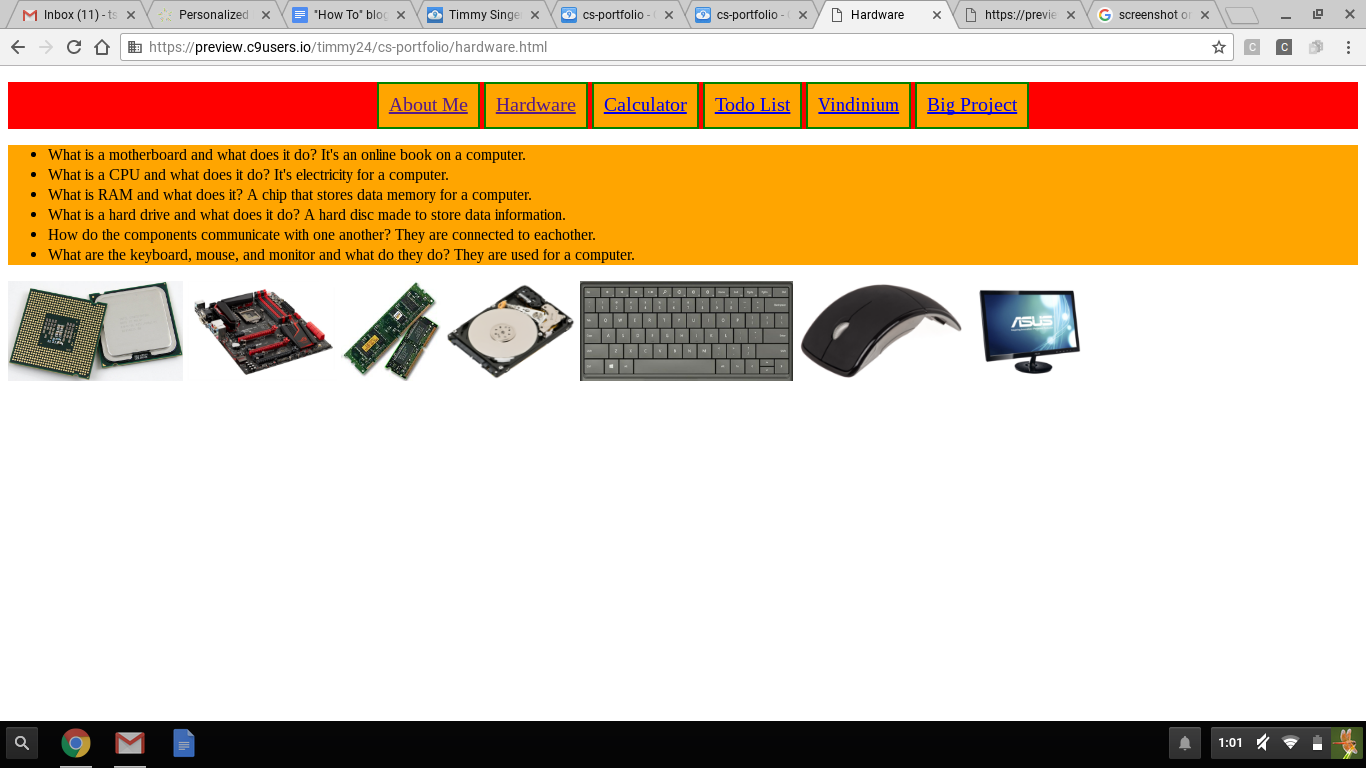 Inbox (11) - ts
Personalized
"How To" blog
Timmy Singe
cs-portfolio -
cs-portfolio -
Hardware
https://previe
screenshot o
https://preview.c9users.io/timmy24/cs-portfolio/hardware.html
About Me Hardware Calculator Todo List Vindinium Big Project
What is a motherboard and what does it do? It's an online book on a computer.
What is a CPU and what does it do? It's electricity for a computer.
What is RAM and what does it? A chip that stores data memory for a computer.
What is a hard drive and what does it do? A hard disc made to store data information.
How do the components communicate with one another? They are connected to eachother.
What are the keyboard, mouse, and monitor and what do they do? They are used for a computer.
ASUS
1:01